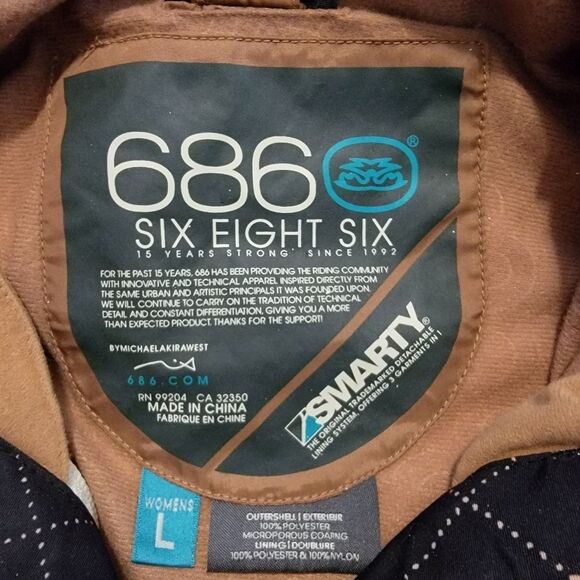 686®
SIX EIGHT SIX
15 YEARS STRONG* SINCE 1992
FOR THE PAST 15 YEARS, 686 HAS BEEN PROVIDING THE RIDING COMMUNITY
WITH INNOVATIVE AND TECHNICAL APPAREL INSPIRED DIRECTLY FROM
THE SAME URBAN AND ARTISTIC PRINCIPALS IT WAS FOUNDED UPON.
WE WILL CONTINUE TO CARRY ON THE TRADITION OF TECHNICAL
DETAIL AND CONSTANT DIFFERENTIATION, GIVING YOU A MORE
THAN EXPECTED PRODUCT. THANKS FOR THE SUPPORT!
BYMICHAELAKIRAWEST
686.COM
RN 99204 CA 32350
MADE IN CHINA
FABRIQUE EN CHINE
SMARTY®
THE ORIGINAL TRADEMARKED DETACHABLE
LINING SYSTEM, OFFERING 3 GARMENTS IN 1
WOMENS
L
OUTERSHELL | EXTERIEUR
100% POLYESTER
MICROPOROUS COATING
LINING | DOUBLURE
100% POLYESTER & 100% NYLON